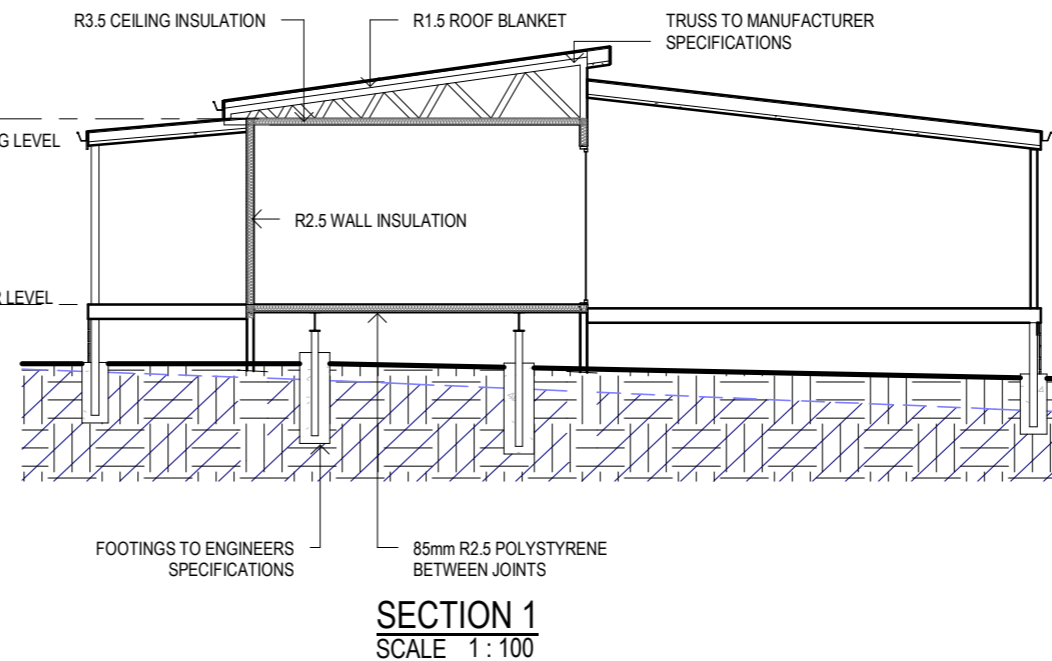 R3.5 CEILING INSULATION
R1.5 ROOF BLANKET
TRUSS TO MANUFACTURER
SPECIFICATIONS
G LEVEL
R2.5 WALL INSULATION
LEVEL
FOOTINGS TO ENGINEERS
SPECIFICATIONS
85mm R2.5 POLYSTYRENE
BETWEEN JOINTS
SECTION 1
SCALE 1 : 100